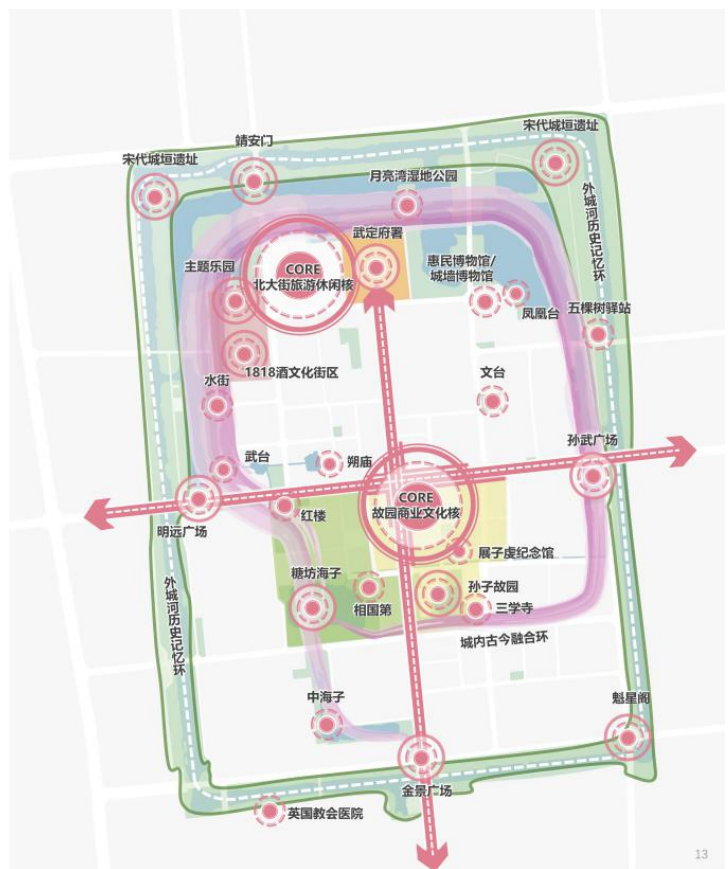 宋代城垣遗址
靖安门
宋代城垣遗址
月亮湾湿地公园
外城河历史记忆环
武定府署
主题乐园
CORE
北大街旅游休闲核
惠民博物馆/
城墙博物馆
凤凰台
五棵树驿站
1818酒文化街区
水街
文台
孙武广场
武台
朔庙
CORE
故园商业文化核
明远广场
红楼
展子虔纪念馆
糖坊海子
相国第
孙子故园
三学寺
外城河历史记忆环
城内古今融合环
中海子
魁星阁
金景广场
英国教会医院
13